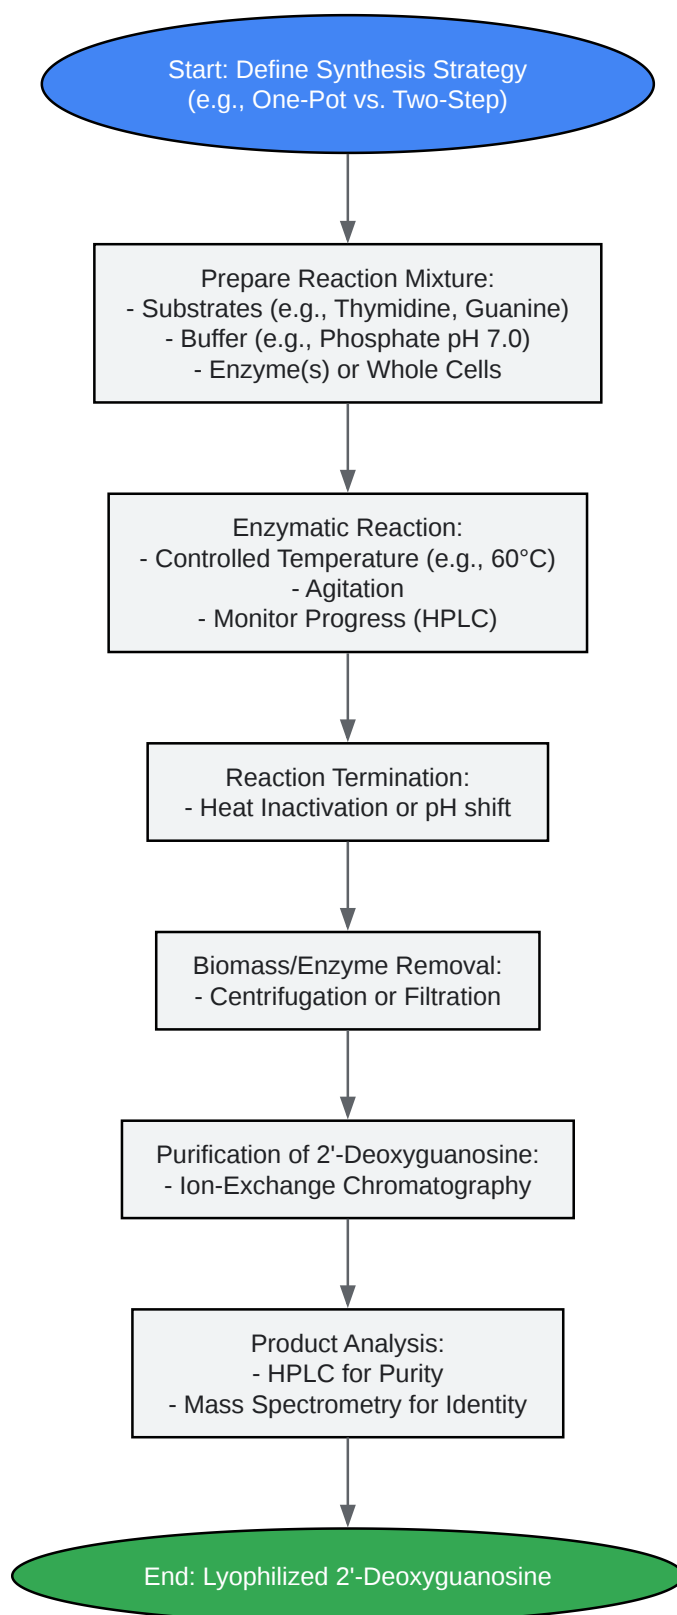 Start: Define Synthesis Strategy
(e.g., One-Pot vs. Two-Step)
Prepare Reaction Mixture:
- Substrates (e.g., Thymidine, Guanine)
- Buffer (e.g., Phosphate pH 7.0)
- Enzyme(s) or Whole Cells
Enzymatic Reaction:
- Controlled Temperature (e.g., 60°C)
- Agitation
- Monitor Progress (HPLC)
Reaction Termination:
- Heat Inactivation or pH shift
Biomass/Enzyme Removal:
- Centrifugation or Filtration
Purification of 2'-Deoxyguanosine:
- Ion-Exchange Chromatography
Product Analysis:
- HPLC for Purity
- Mass Spectrometry for Identity
End: Lyophilized 2'-Deoxyguanosine